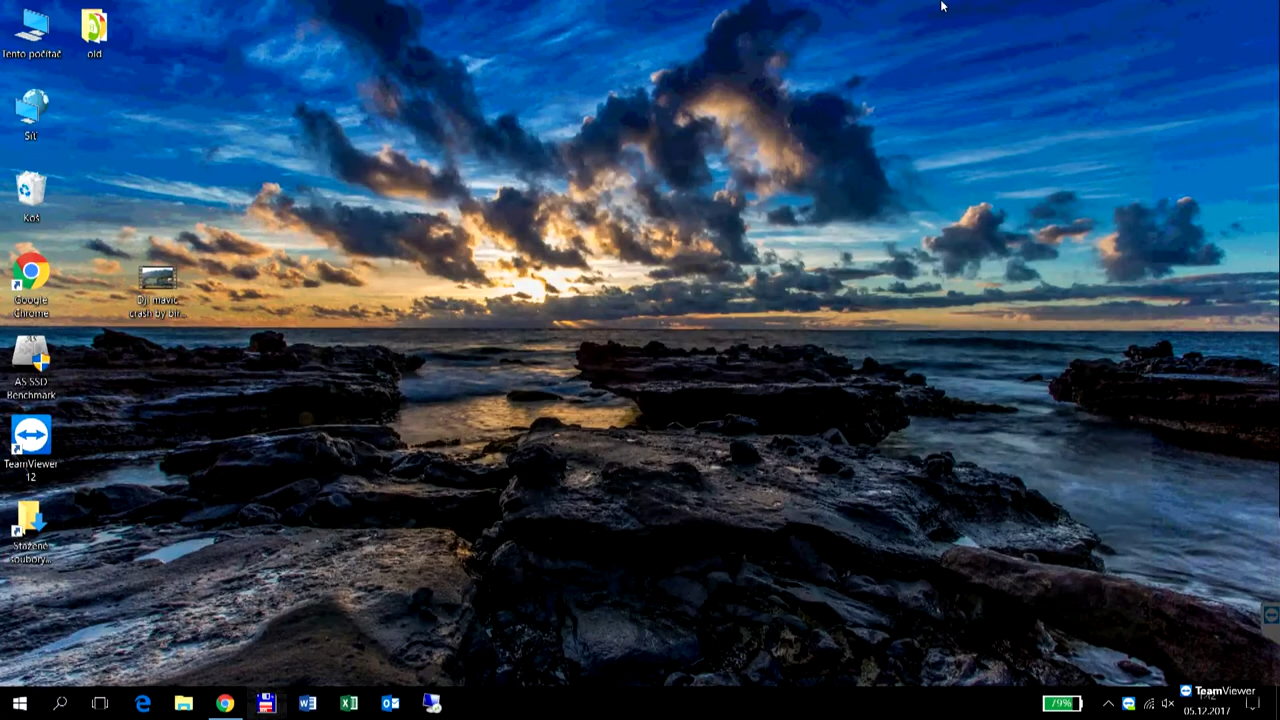 Tento počítač
old
Síť
Koš
Google
Chrome
Dji mavic
crash by bir...
AS SSD
Benchmark
TeamViewer
12
Stažené
soubory...
79%
TeamViewer
05.12.2017